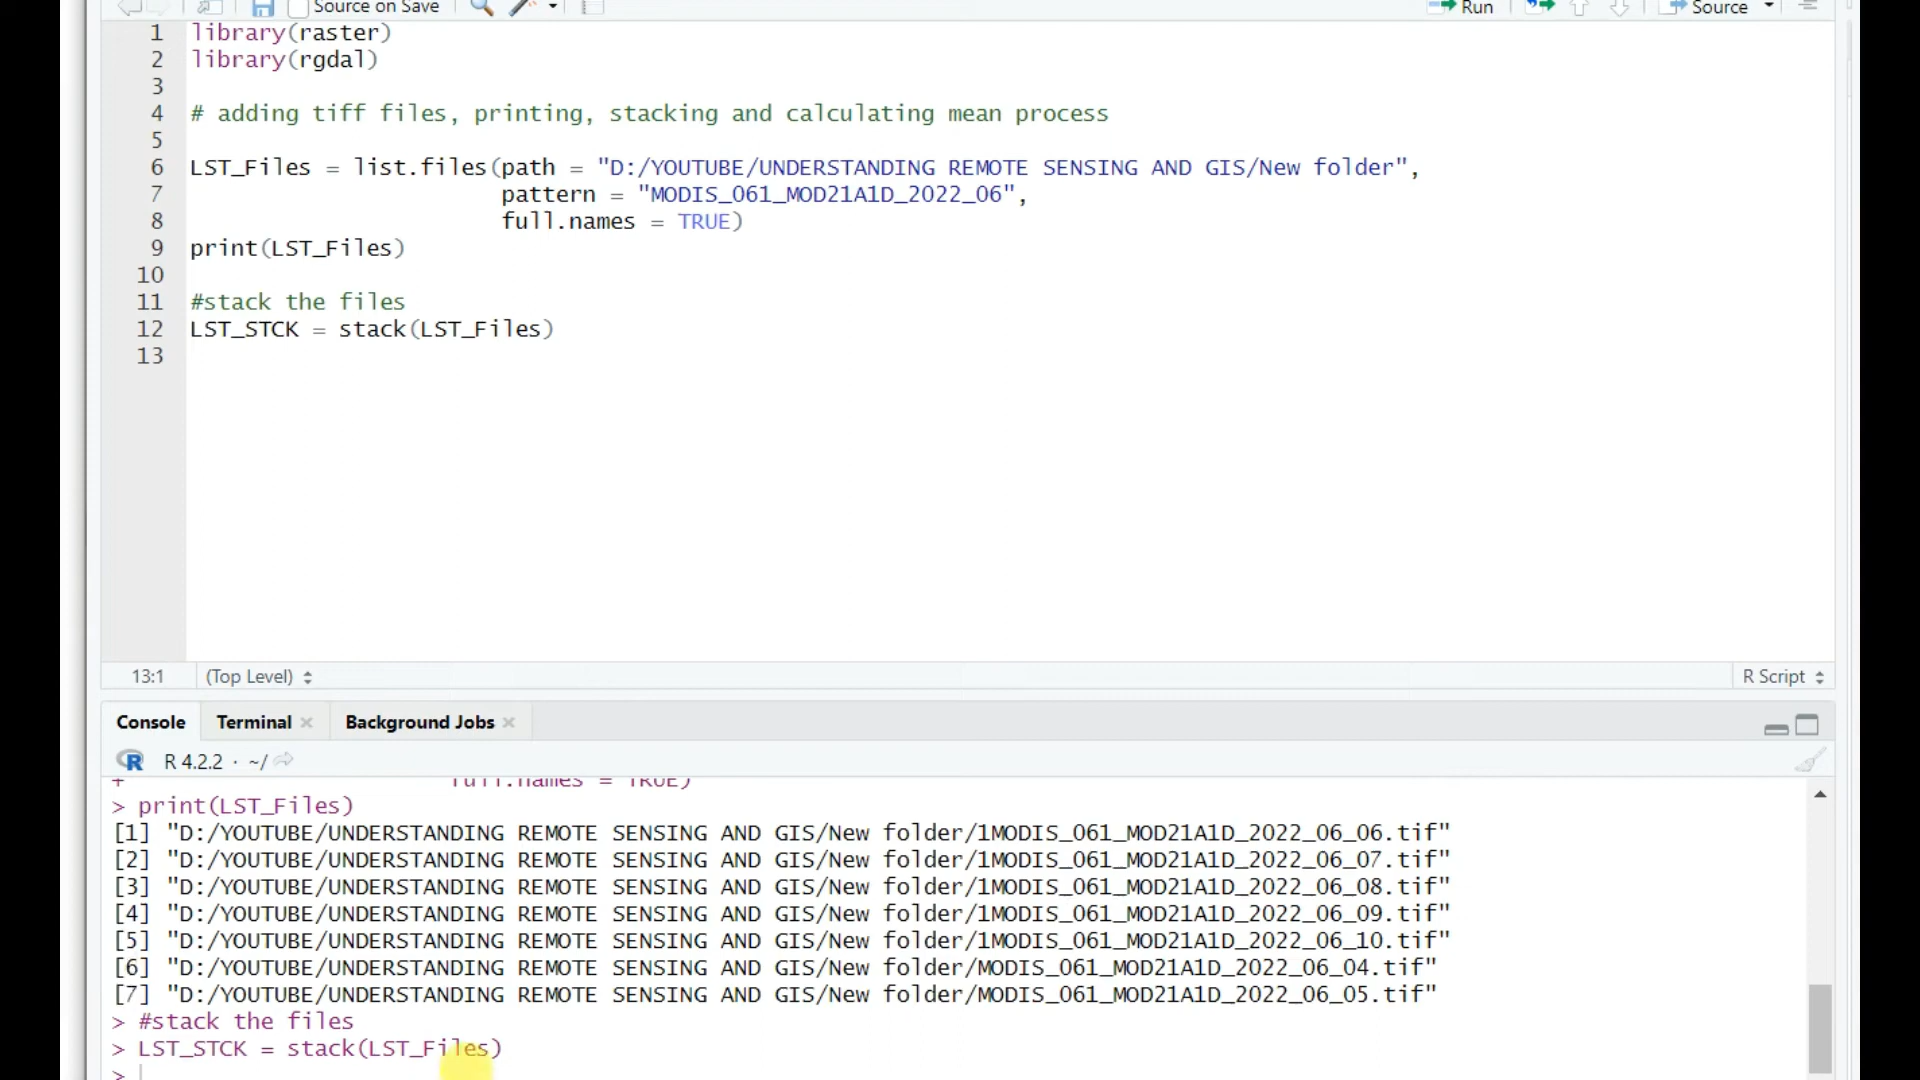 Source on Save Run Source
1 library(raster)
2 library(rgdal)
3
4 # adding tiff files, printing, stacking and calculating mean process
5
6 LST_Files = list.files(path = "D:/YOUTUBE/UNDERSTANDING REMOTE SENSING AND GIS/New folder",
7 pattern = "MODIS_061_MOD21A1D_2022_06",
8 full.names = TRUE)
9 print(LST_Files)
10
11 #stack the files
12 LST_STCK = stack(LST_Files)
13
13:1 (Top Level) R Script
Console Terminal Background Jobs
R 4.2.2 · ~/
+ full.names = TRUE)
> print(LST_Files)
[1] "D:/YOUTUBE/UNDERSTANDING REMOTE SENSING AND GIS/New folder/1MODIS_061_MOD21A1D_2022_06_06.tif"
[2] "D:/YOUTUBE/UNDERSTANDING REMOTE SENSING AND GIS/New folder/1MODIS_061_MOD21A1D_2022_06_07.tif"
[3] "D:/YOUTUBE/UNDERSTANDING REMOTE SENSING AND GIS/New folder/1MODIS_061_MOD21A1D_2022_06_08.tif"
[4] "D:/YOUTUBE/UNDERSTANDING REMOTE SENSING AND GIS/New folder/1MODIS_061_MOD21A1D_2022_06_09.tif"
[5] "D:/YOUTUBE/UNDERSTANDING REMOTE SENSING AND GIS/New folder/1MODIS_061_MOD21A1D_2022_06_10.tif"
[6] "D:/YOUTUBE/UNDERSTANDING REMOTE SENSING AND GIS/New folder/MODIS_061_MOD21A1D_2022_06_04.tif"
[7] "D:/YOUTUBE/UNDERSTANDING REMOTE SENSING AND GIS/New folder/MODIS_061_MOD21A1D_2022_06_05.tif"
> #stack the files
> LST_STCK = stack(LST_Files)
>